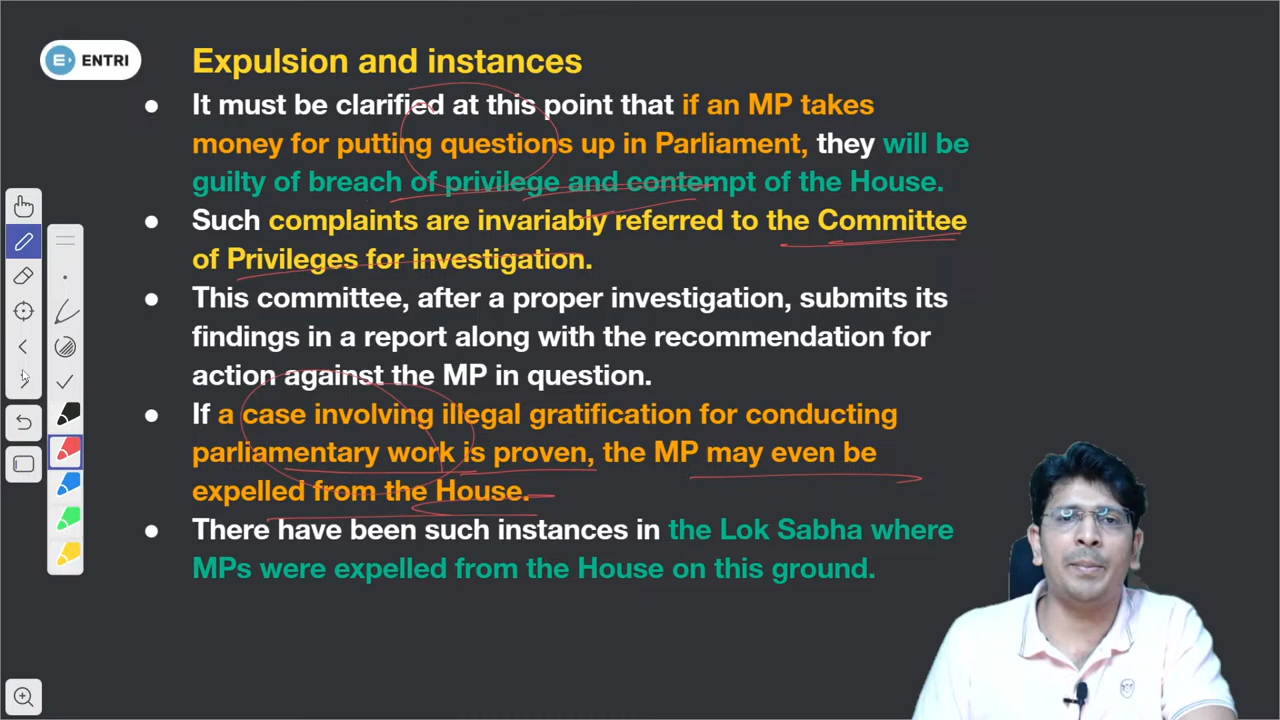 ENTRI
Expulsion and instances
● It must be clarified at this point that if an MP takes
money for putting questions up in Parliament, they will be
guilty of breach of privilege and contempt of the House.
● Such complaints are invariably referred to the Committee
of Privileges for investigation.
● This committee, after a proper investigation, submits its
findings in a report along with the recommendation for
action against the MP in question.
● If a case involving illegal gratification for conducting
parliamentary work is proven, the MP may even be
expelled from the House.
● There have been such instances in the Lok Sabha where
MPs were expelled from the House on this ground.